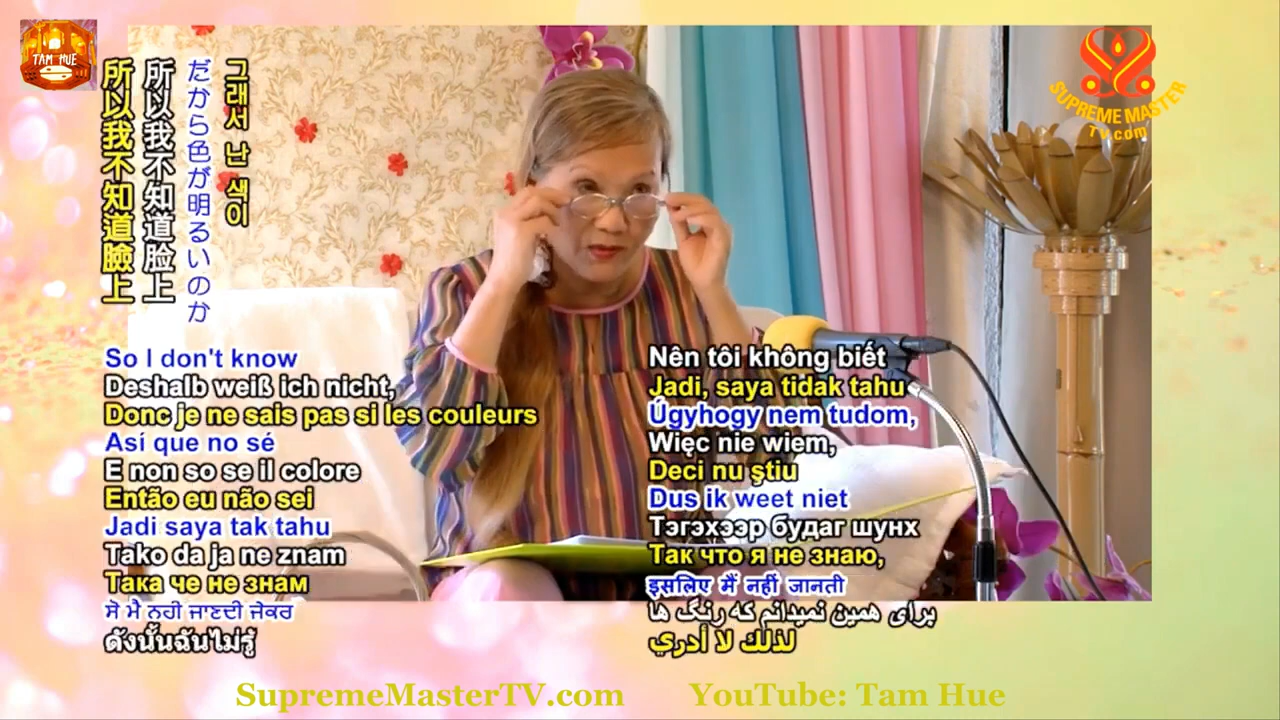 TAM HUE
SUPREME MASTER
TV.com
그래서 난 색이
だから色が明るいのか
所以我不知道脸上
所以我不知道臉上
So I don't know
Deshalb weiß ich nicht,
Donc je ne sais pas si les couleurs
Así que no sé
E non so se il colore
Então eu não sei
Jadi saya tak tahu
Tako da ja ne znam
Така че не знам
ਸੋ ਮੈ ਨਹੀ ਜਾਣਦੀ ਜੇਕਰ
ดังนั้นฉันไม่รู้
Nên tôi không biết
Jadi, saya tidak tahu
Úgyhogy nem tudom,
Więc nie wiem,
Deci nu ştiu
Dus ik weet niet
Тэгэхээр будаг шунх
Так что я не знаю,
इसलिए मैं नहीं जानती
برای همین نمیدانم که رنگ ها
لذلك لا أدري
SupremeMasterTV.com
YouTube: Tam Hue